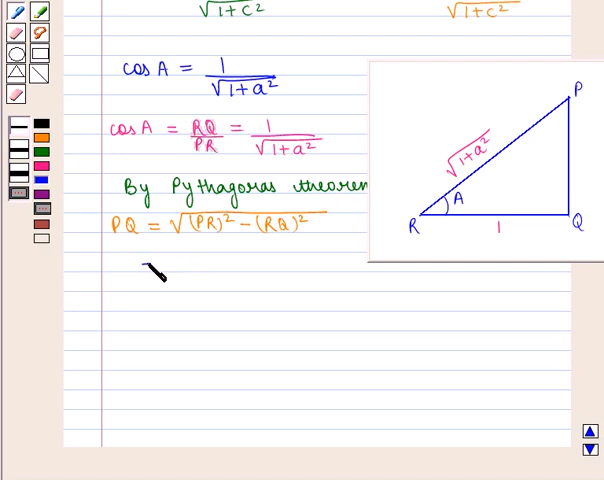 √1+c² √1+c²
cos A = 1/√1+a²
cos A = RQ/PR = 1/√1+a²
By Pythagoras theorem
PQ = √(PR)² − (RQ)²
P
√1+a²
A
R 1 Q